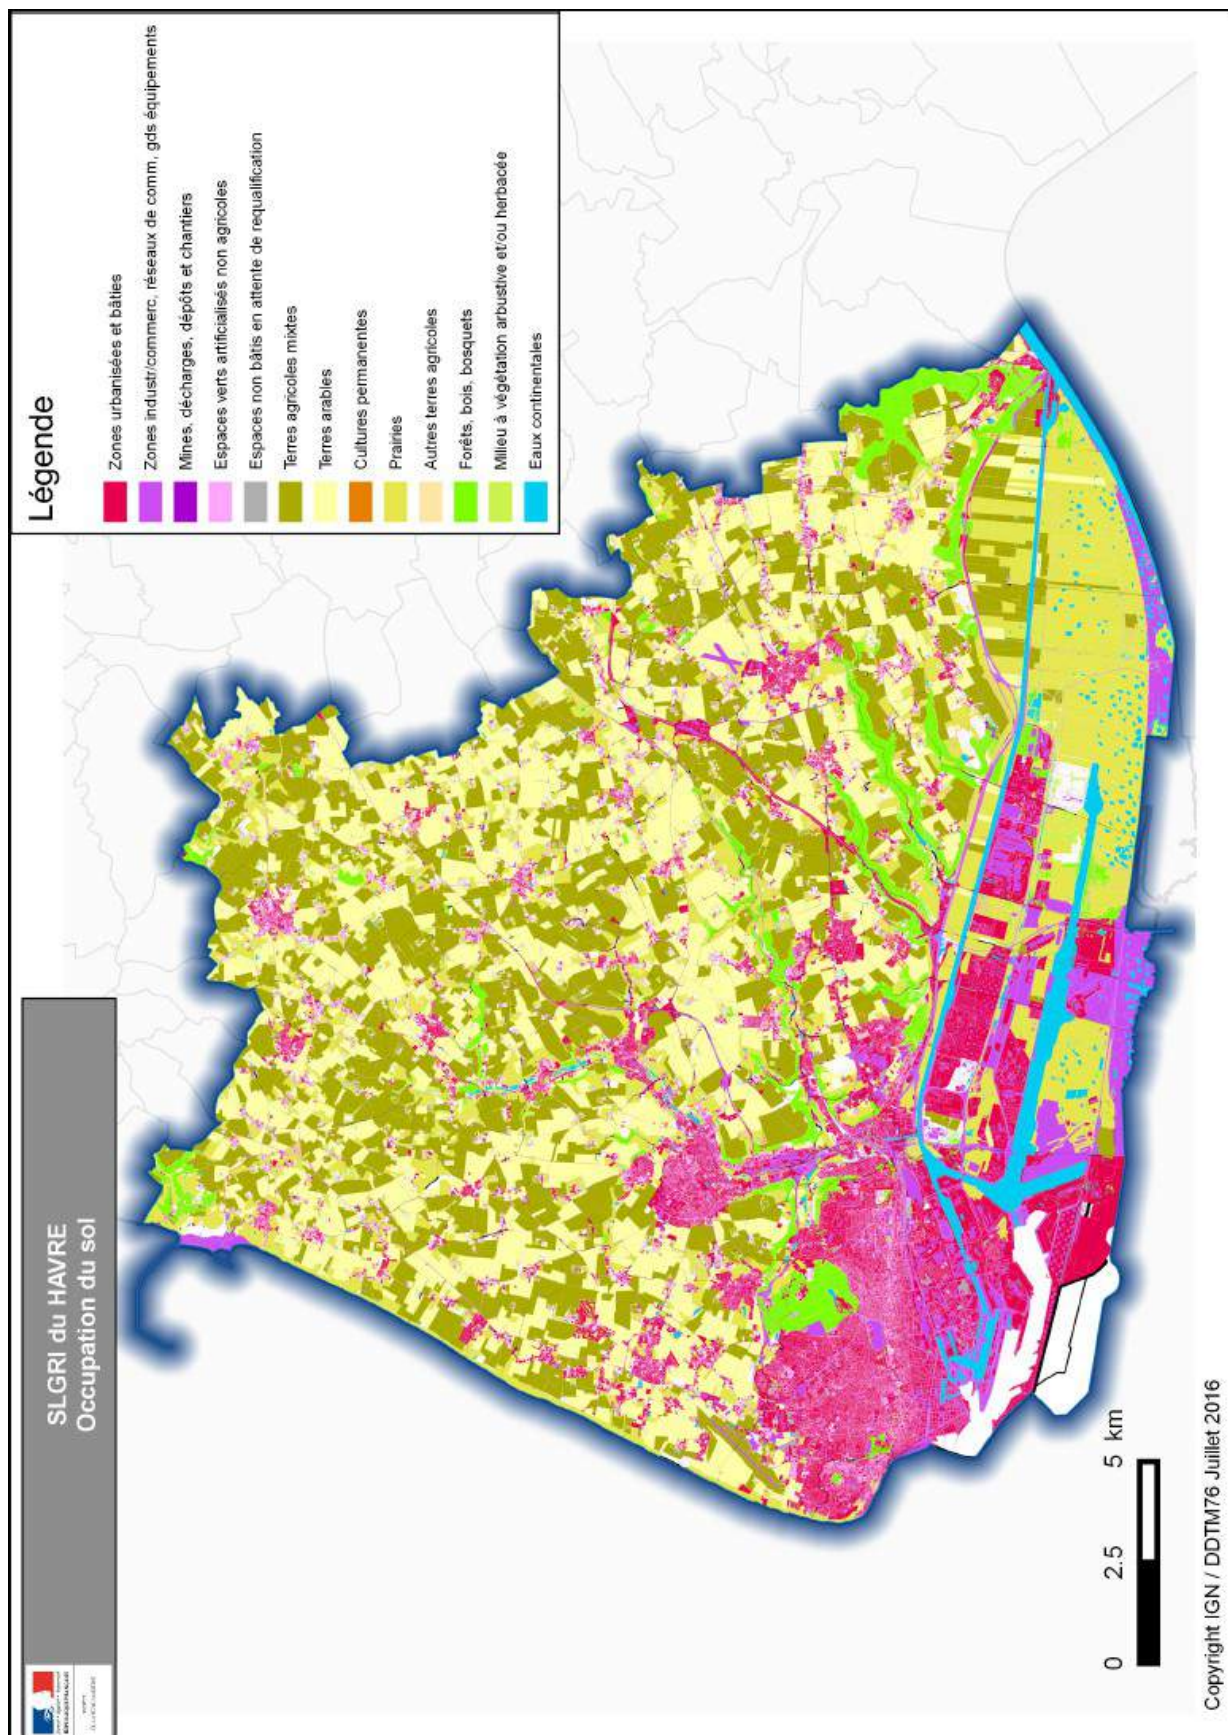 SLGRI du HAVRE
Occupation du sol
Légende
Zones urbanisées et bâties
Zones industr/commerc, réseaux de comm, gds équipements
Mines, décharges, dépôts et chantiers
Espaces verts artificialisés non agricoles
Espaces non bâtis en attente de requalification
Terres agricoles mixtes
Terres arables
Cultures permanentes
Prairies
Autres terres agricoles
Forêts, bois, bosquets
Milieu à végétation arbustive et/ou herbacée
Eaux continentales
0 2.5 5 km
Copyright IGN / DDTM76 Juillet 2016